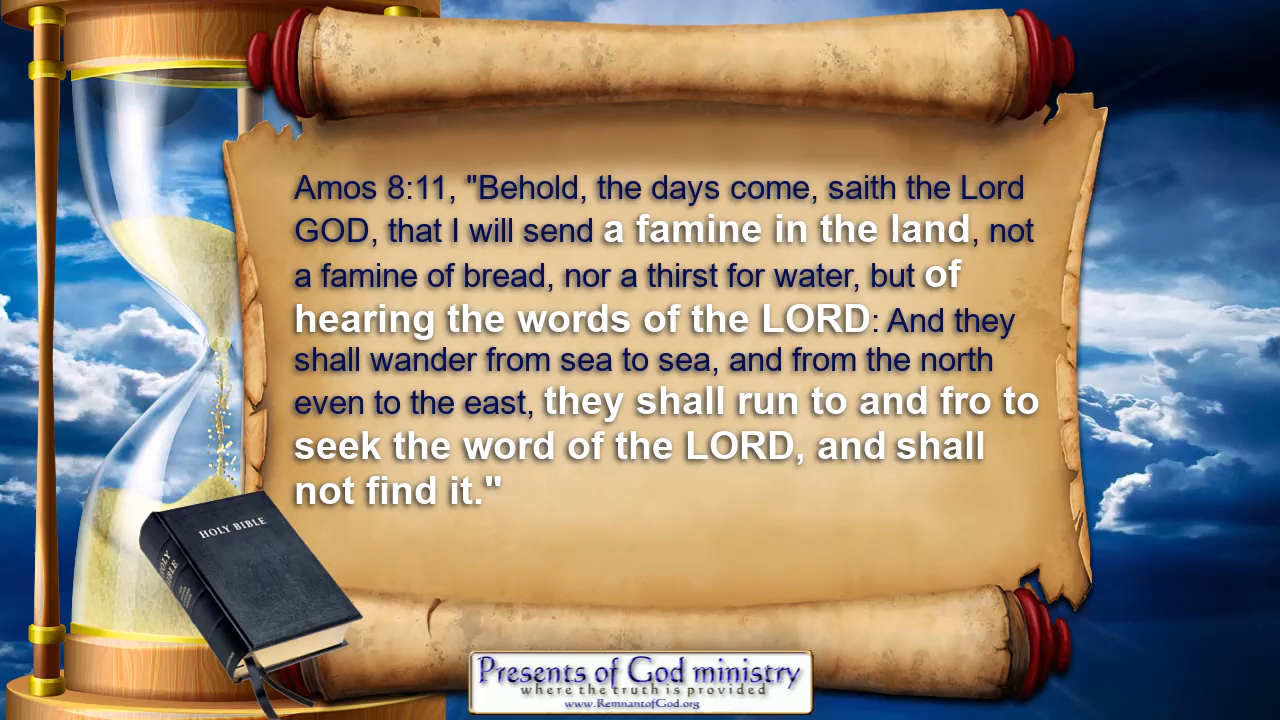 Amos 8:11, "Behold, the days come, saith the Lord
GOD, that I will send a famine in the land, not
a famine of bread, nor a thirst for water, but of
hearing the words of the LORD: And they
shall wander from sea to sea, and from the north
even to the east, they shall run to and fro to
seek the word of the LORD, and shall
not find it."
HOLY BIBLE
HOLY BIBLE
Presents of God ministry
where the truth is provided
www.RemnantofGod.org